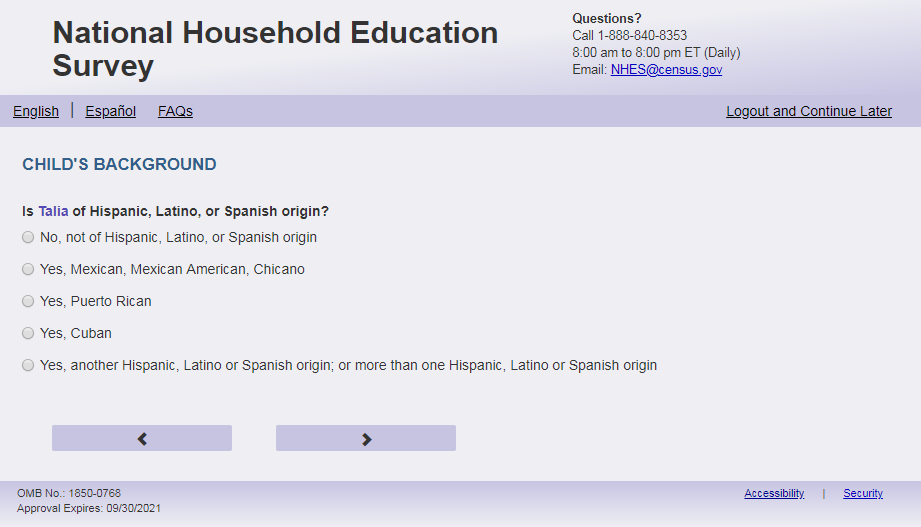 National Household Education
Survey
Questions?
Call 1-888-840-8353
8:00 am to 8:00 pm ET (Daily)
Email: NHES@census.gov
English | Español FAQs Logout and Continue Later
CHILD'S BACKGROUND
Is Talia of Hispanic, Latino, or Spanish origin?
No, not of Hispanic, Latino, or Spanish origin
Yes, Mexican, Mexican American, Chicano
Yes, Puerto Rican
Yes, Cuban
Yes, another Hispanic, Latino or Spanish origin; or more than one Hispanic, Latino or Spanish origin
OMB No.: 1850-0768
Approval Expires: 09/30/2021
Accessibility | Security